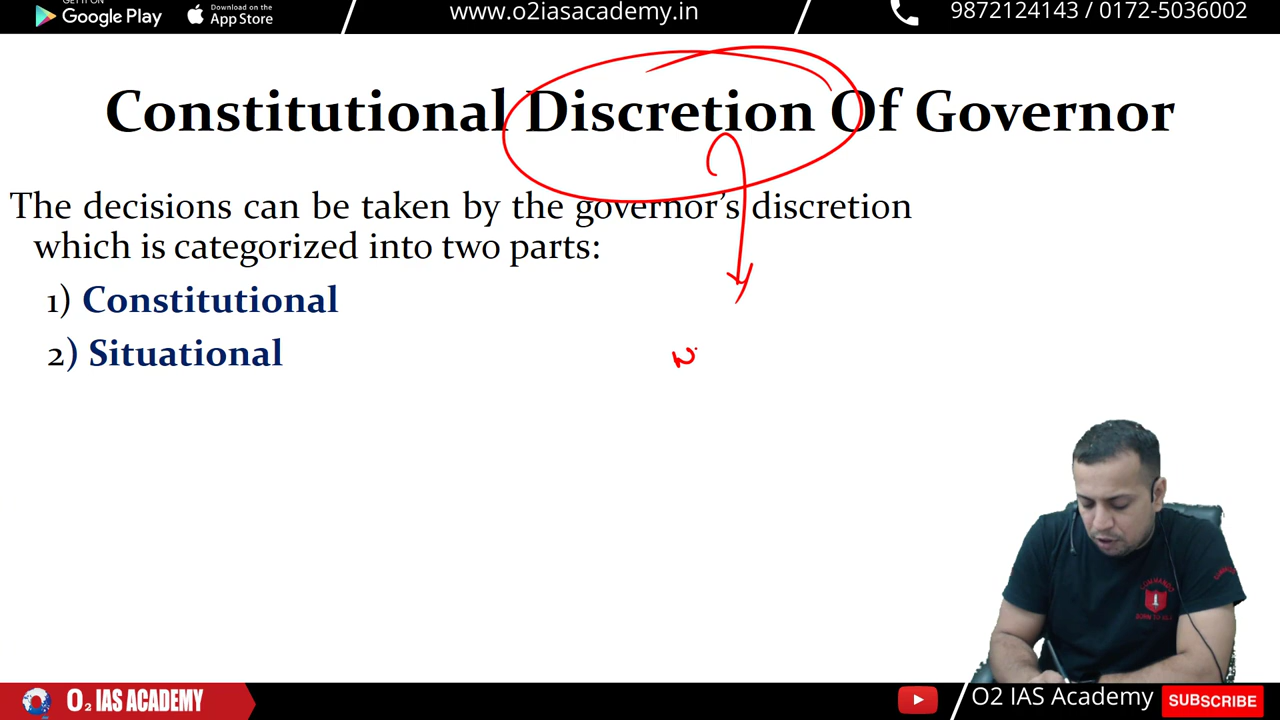 GET IT ON
Google Play
Download on the
App Store
www.o2iasacademy.in
9872124143 / 0172-5036002
Constitutional Discretion Of Governor
The decisions can be taken by the governor's discretion
which is categorized into two parts:
1) Constitutional
2) Situational
O2 IAS ACADEMY
O2 IAS Academy
SUBSCRIBE